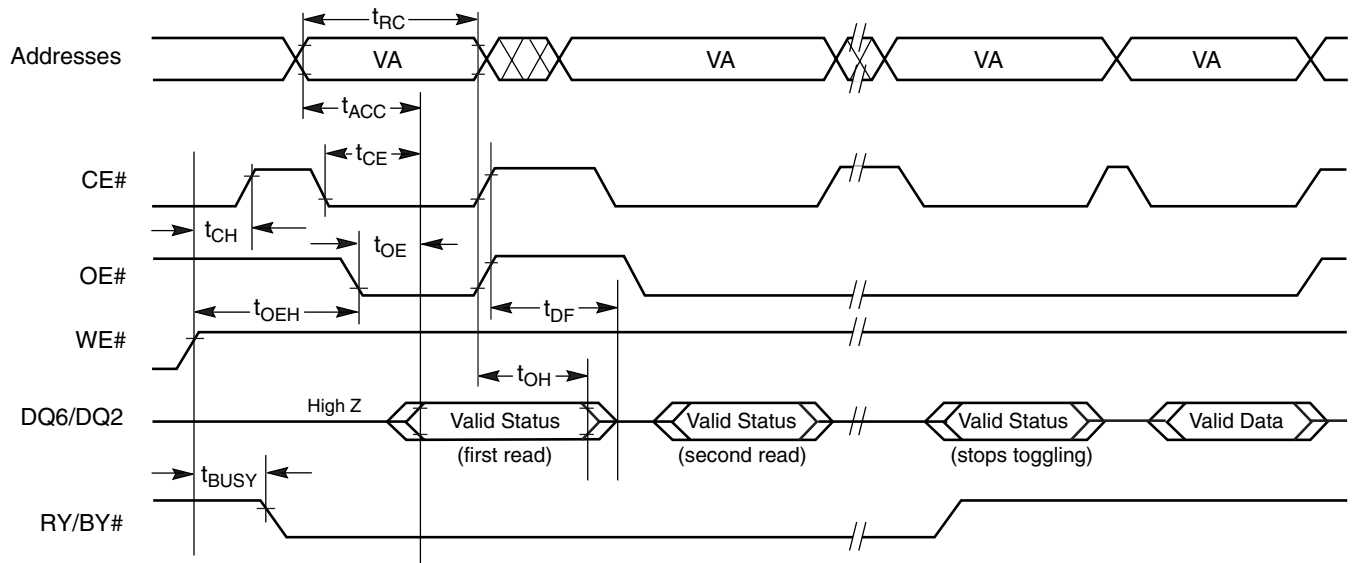 tRC
Addresses VA VA VA VA
tACC
tCE
CE#
tCH tOE
OE#
tOEH tDF
WE#
tOH
DQ6/DQ2 High Z Valid Status Valid Status Valid Status Valid Data
(first read) (second read) (stops toggling)
tBUSY
RY/BY#